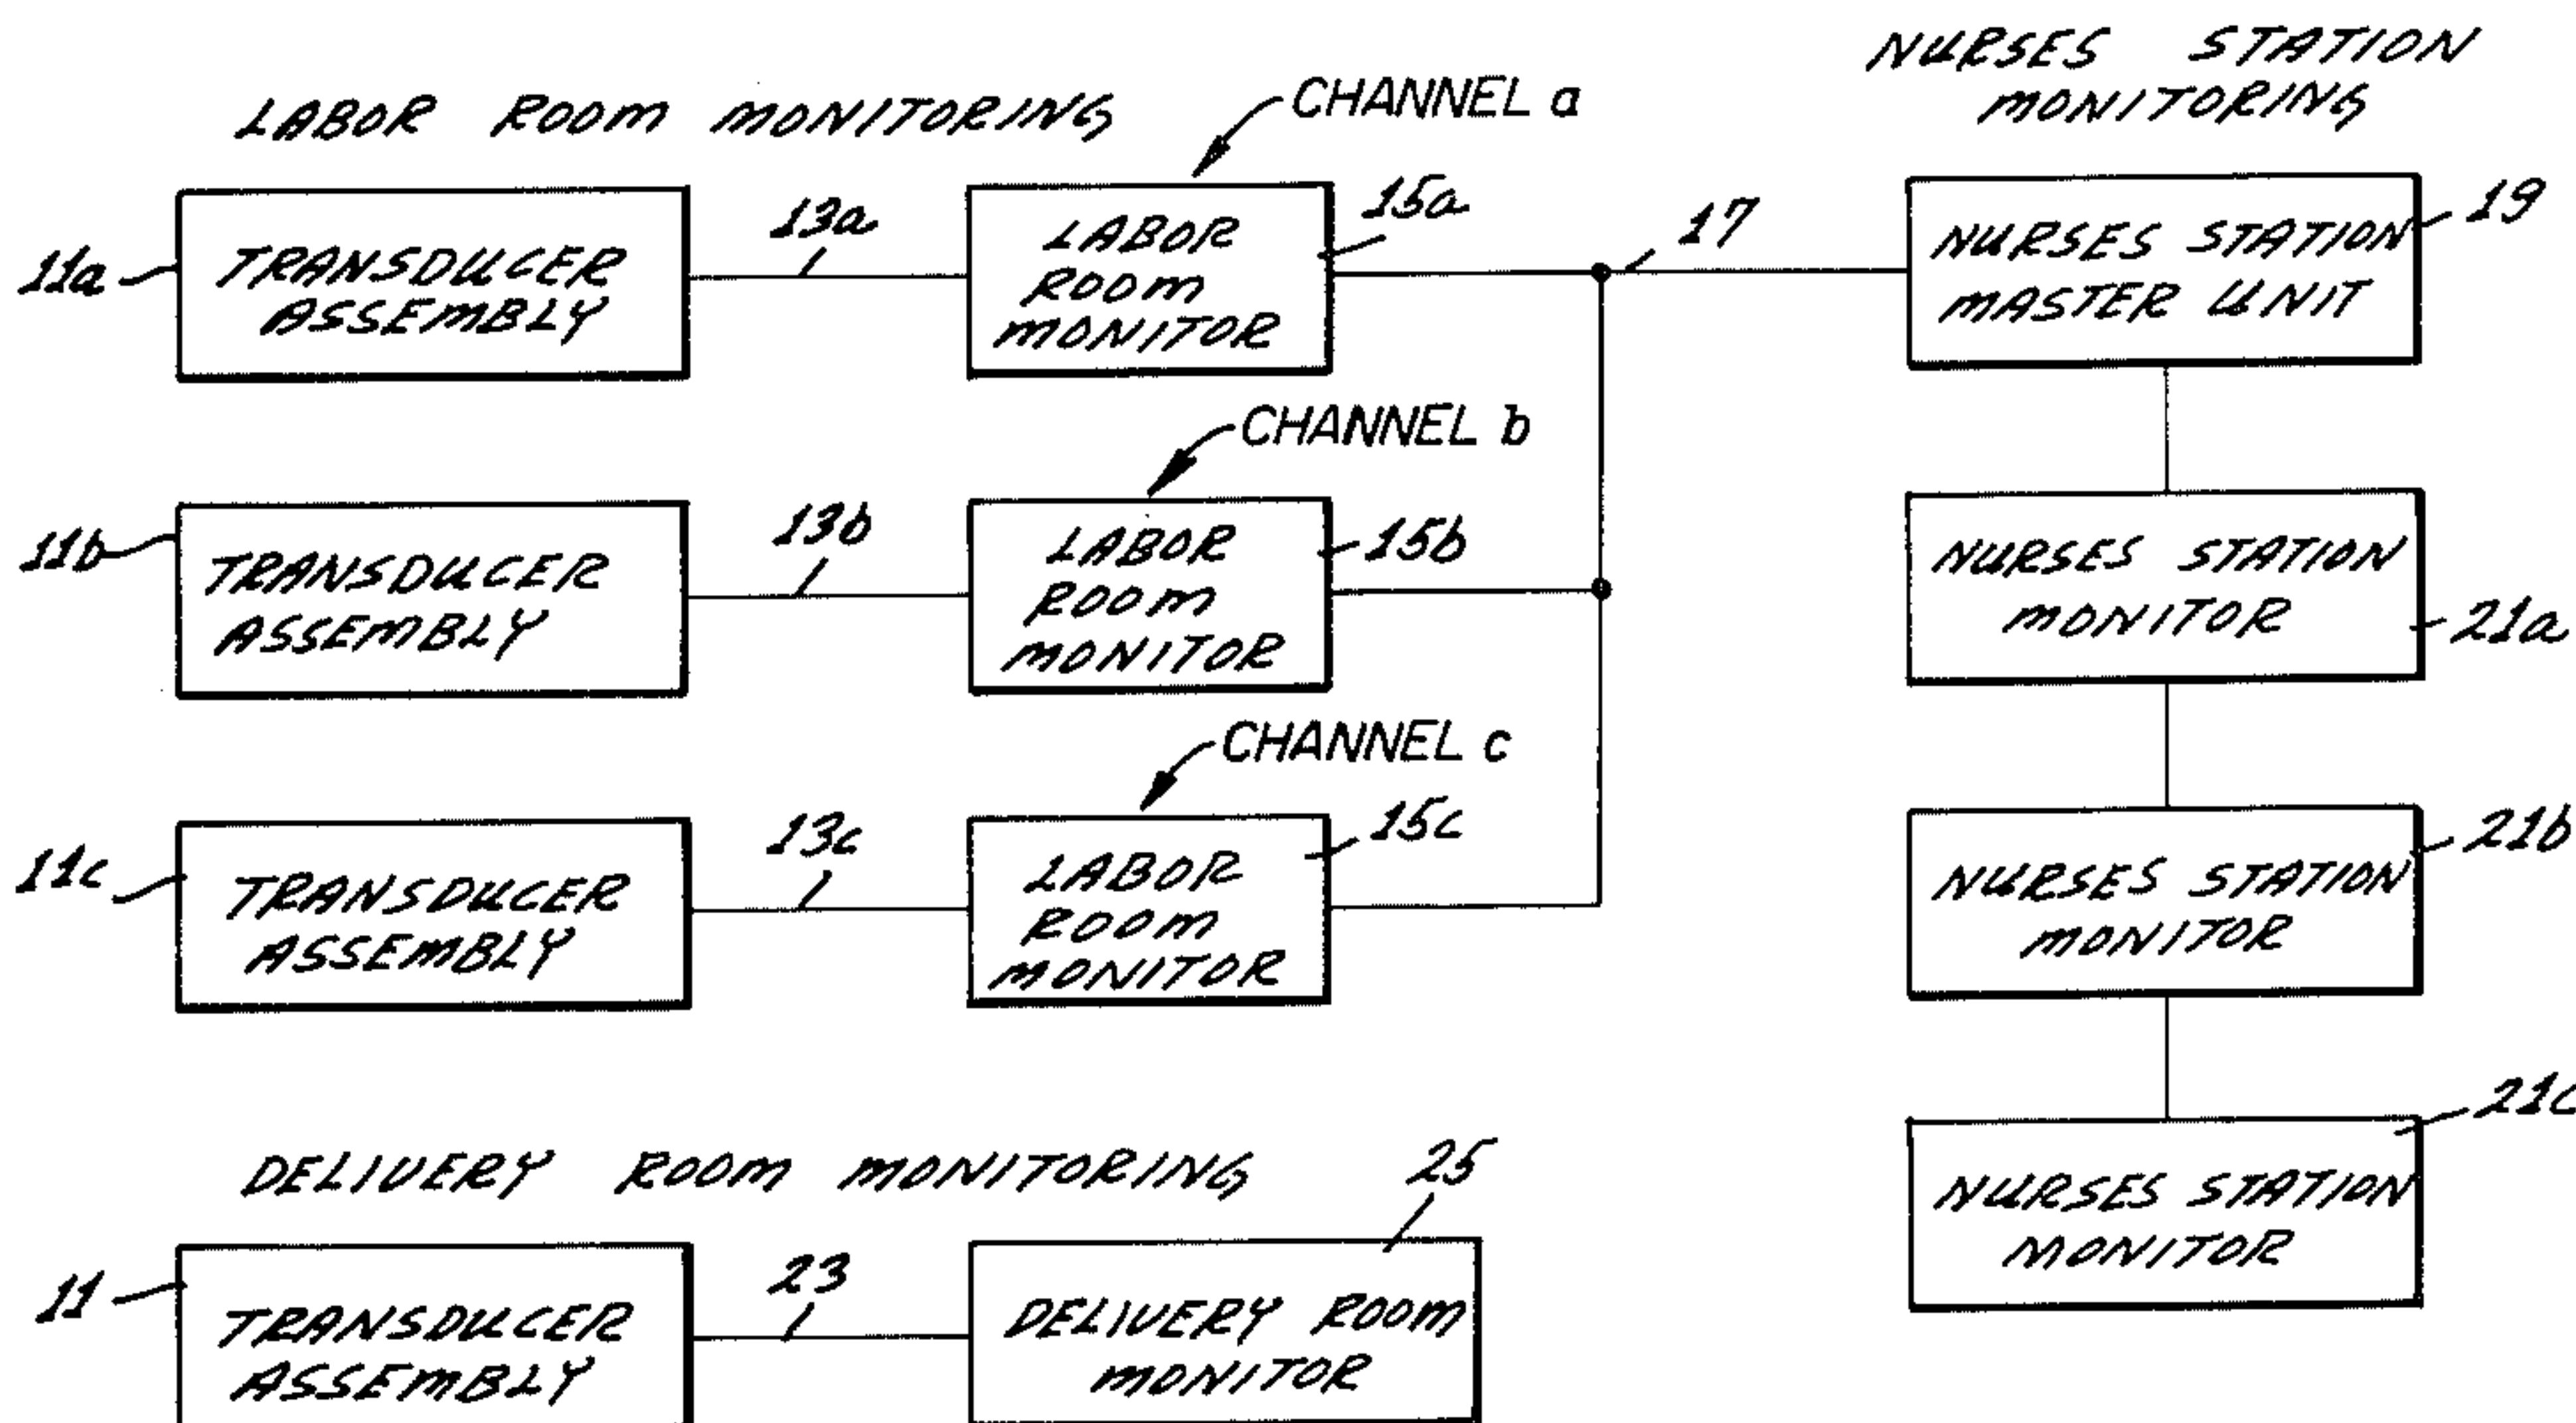 NURSES STATION
MONITORING
LABOR ROOM MONITORING
CHANNEL a
11a
TRANSDUCER
ASSEMBLY
13a
LABOR
ROOM
MONITOR
15a
17
NURSES STATION
MASTER UNIT
19
CHANNEL b
11b
TRANSDUCER
ASSEMBLY
13b
LABOR
ROOM
MONITOR
15b
NURSES STATION
MONITOR
21a
CHANNEL c
11c
TRANSDUCER
ASSEMBLY
13c
LABOR
ROOM
MONITOR
15c
NURSES STATION
MONITOR
21b
DELIVERY ROOM MONITORING
11
TRANSDUCER
ASSEMBLY
23
DELIVERY ROOM
MONITOR
25
NURSES STATION
MONITOR
21c